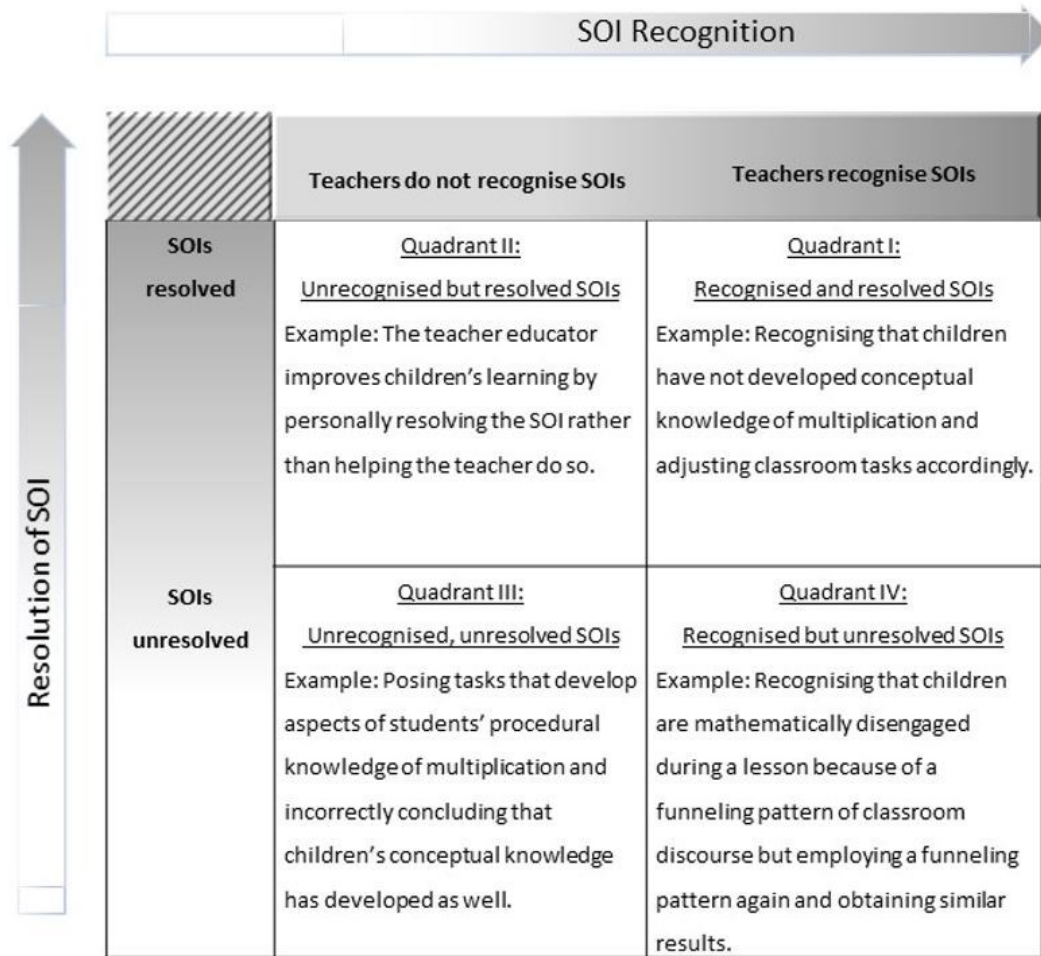 SOI Recognition
Resolution of SOI
Teachers do not recognise SOIs
Teachers recognise SOIs
SOIs
resolved
Quadrant II:
Unrecognised but resolved SOIs
Example: The teacher educator
improves children’s learning by
personally resolving the SOI rather
than helping the teacher do so.
Quadrant I:
Recognised and resolved SOIs
Example: Recognising that children
have not developed conceptual
knowledge of multiplication and
adjusting classroom tasks accordingly.
SOIs
unresolved
Quadrant III:
Unrecognised, unresolved SOIs
Example: Posing tasks that develop
aspects of students’ procedural
knowledge of multiplication and
incorrectly concluding that
children’s conceptual knowledge
has developed as well.
Quadrant IV:
Recognised but unresolved SOIs
Example: Recognising that children
are mathematically disengaged
during a lesson because of a
funneling pattern of classroom
discourse but employing a funneling
pattern again and obtaining similar
results.